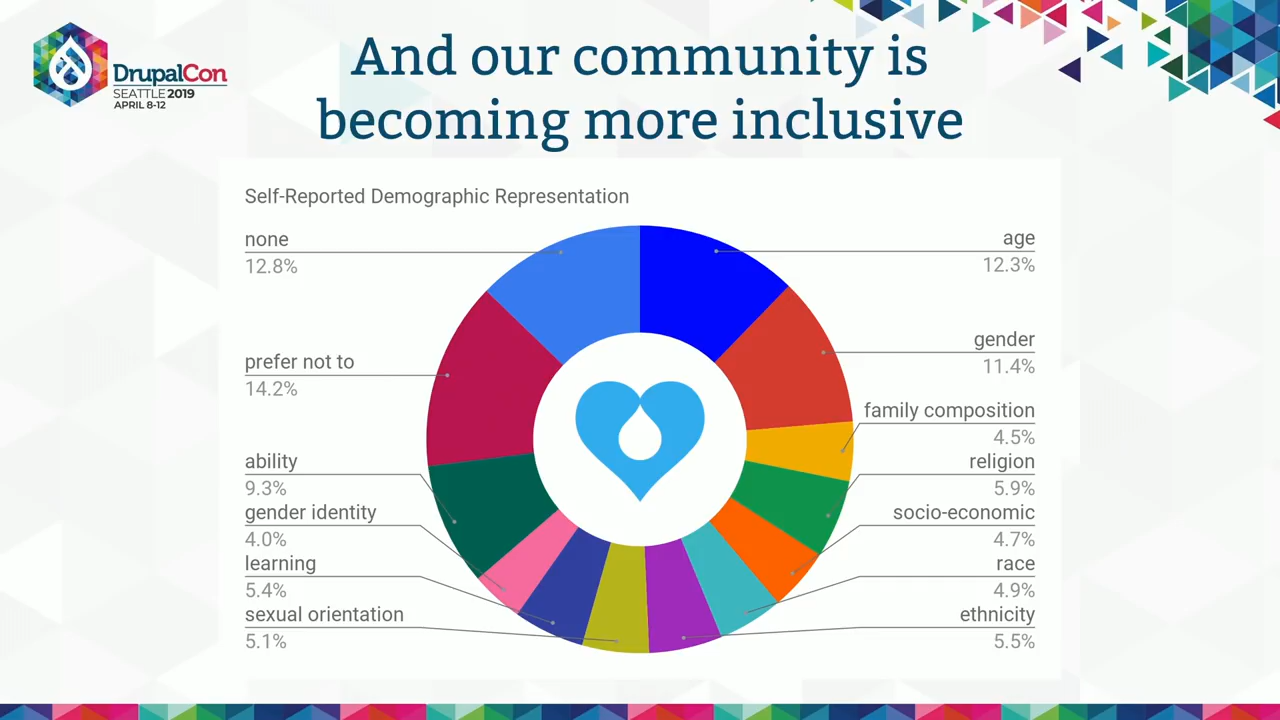 DrupalCon
SEATTLE 2019
APRIL 8-12
And our community is
becoming more inclusive
Self-Reported Demographic Representation
none
12.8%
prefer not to
14.2%
ability
9.3%
gender identity
4.0%
learning
5.4%
sexual orientation
5.1%
age
12.3%
gender
11.4%
family composition
4.5%
religion
5.9%
socio-economic
4.7%
race
4.9%
ethnicity
5.5%